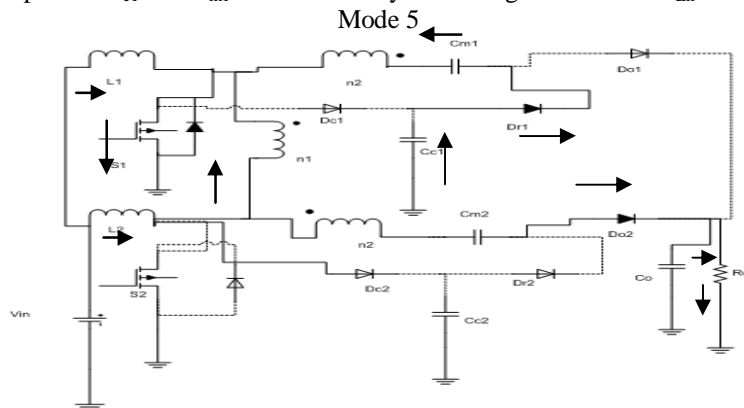 Mode 5
Cm1
Do1
L1
n2
Dc1
Dr1
S1
Cc1
n1
L2
Cm2
n2
Do2
Dc2
Dr2
S2
Co
Vin
Cc2